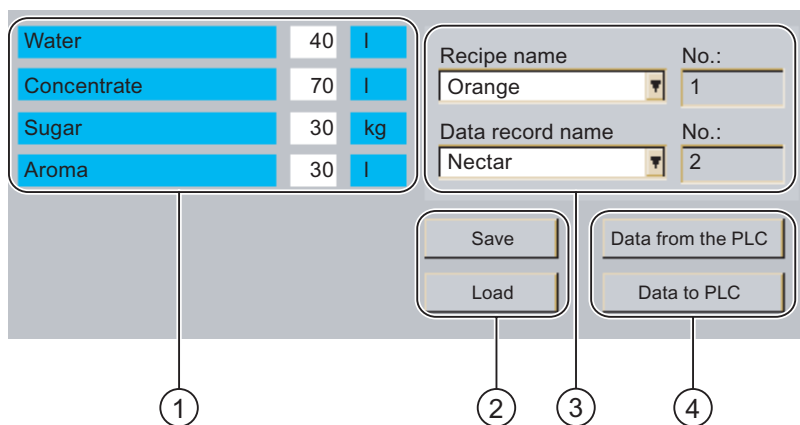 Water 40 l
Concentrate 70 l
Sugar 30 kg
Aroma 30 l
Recipe name No.:
Orange 1
Data record name No.:
Nectar 2
Save Data from the PLC
Load Data to PLC
1 2 3 4